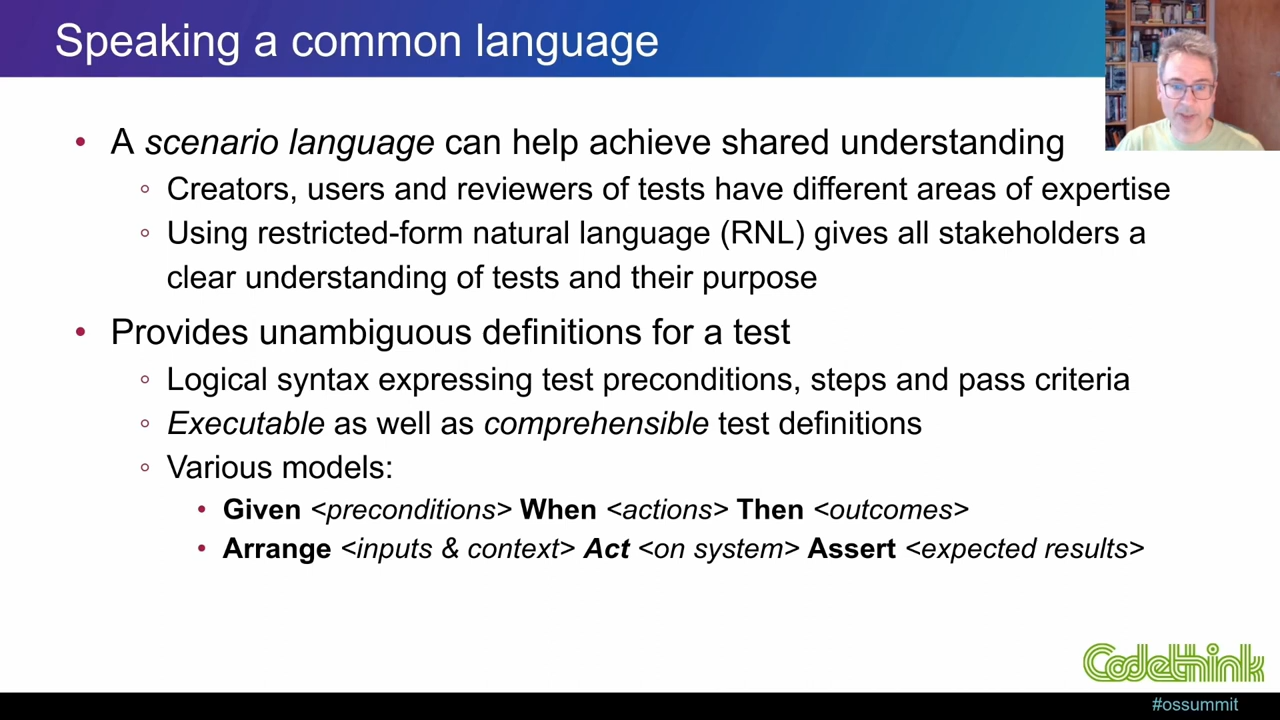 Speaking a common language
• A scenario language can help achieve shared understanding
◦ Creators, users and reviewers of tests have different areas of expertise
◦ Using restricted-form natural language (RNL) gives all stakeholders a
clear understanding of tests and their purpose
• Provides unambiguous definitions for a test
◦ Logical syntax expressing test preconditions, steps and pass criteria
◦ Executable as well as comprehensible test definitions
◦ Various models:
• Given <preconditions> When <actions> Then <outcomes>
• Arrange <inputs & context> Act <on system> Assert <expected results>
Codethink
#ossummit